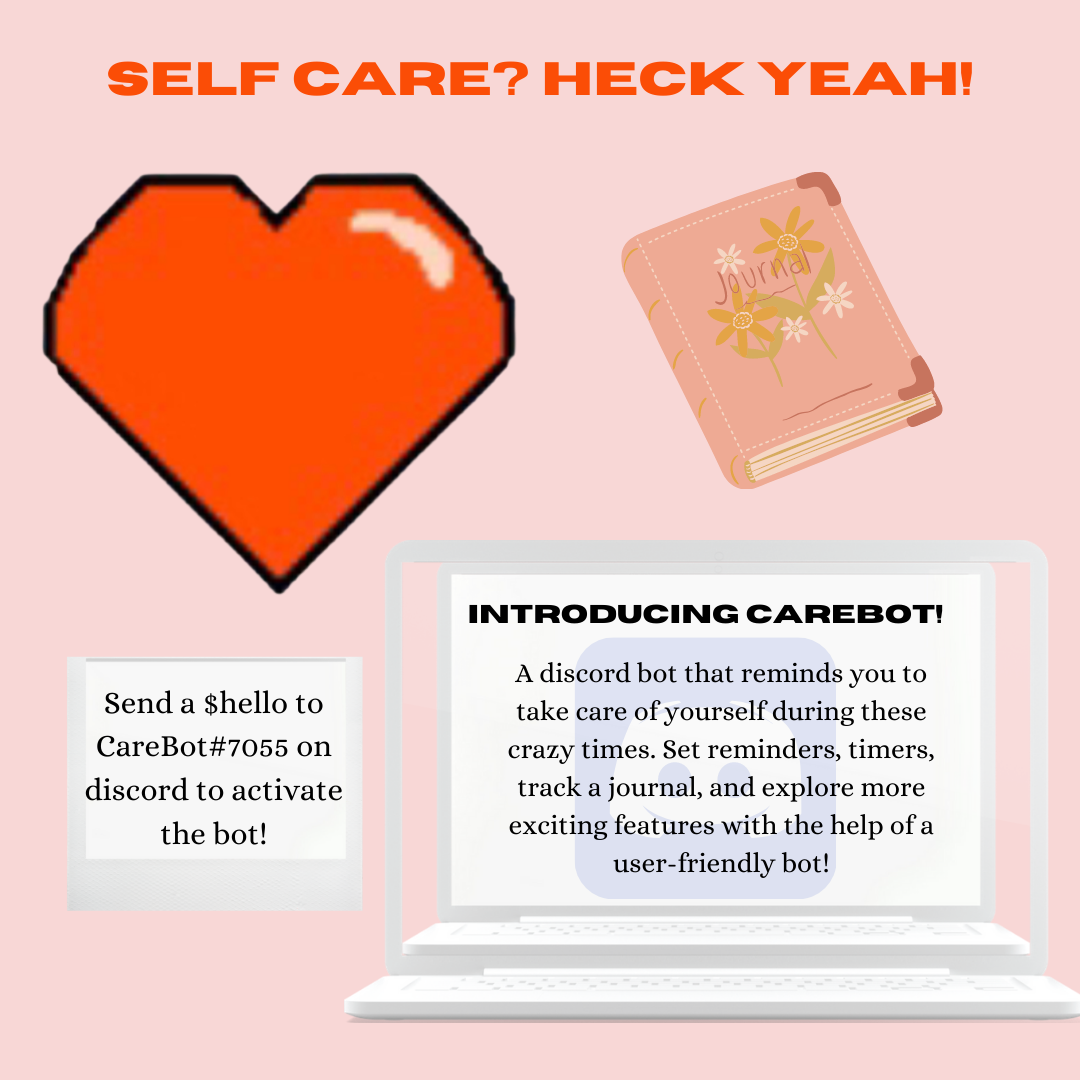 SELF CARE? HECK YEAH!
Journal
INTRODUCING CAREBOT!
A discord bot that reminds you to
take care of yourself during these
crazy times. Set reminders, timers,
track a journal, and explore more
exciting features with the help of a
user-friendly bot!
Send a $hello to
CareBot#7055 on
discord to activate
the bot!